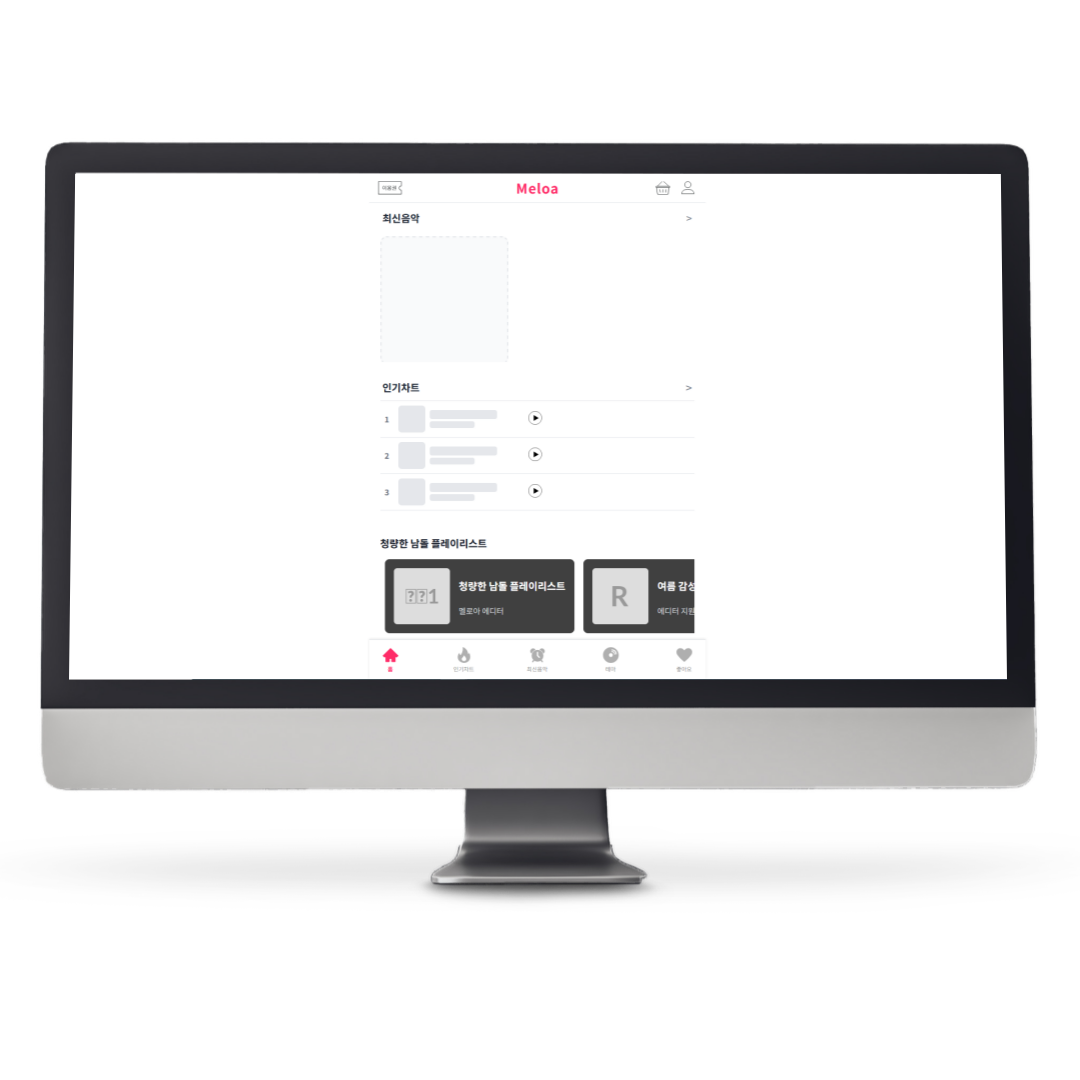 이용권
Meloa
최신음악 >
인기차트 >
1
2
3
청량한 남돌 플레이리스트
1
청량한 남돌 플레이리스트
멜로아 에디터
R
여름 감성
에디터 지원
홈
인기차트
최신음악
테마
좋아요